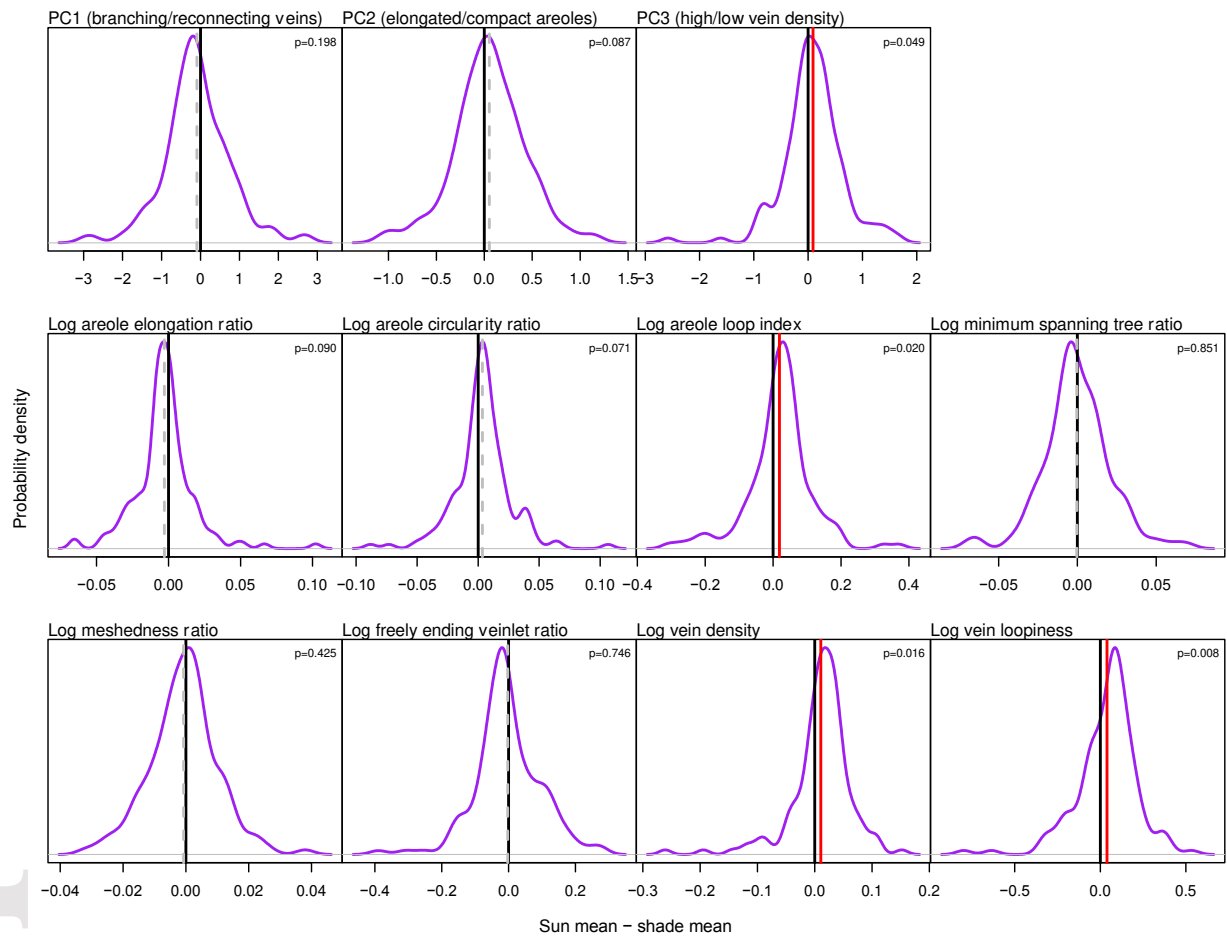 PC1 (branching/reconnecting veins) PC2 (elongated/compact areoles) PC3 (high/low vein density)
p=0.198 p=0.087 p=0.049
−3 −2 −1 0 1 2 3 −1.0 −0.5 0.0 0.5 1.0 1.5 −3 −2 −1 0 1 2
Log areole elongation ratio Log areole circularity ratio Log areole loop index Log minimum spanning tree ratio
p=0.090 p=0.071 p=0.020 p=0.851
−0.05 0.00 0.05 0.10 −0.10 −0.05 0.00 0.05 0.10 −0.4 −0.2 0.0 0.2 0.4 −0.05 0.00 0.05
Probability density
Log meshedness ratio Log freely ending veinlet ratio Log vein density Log vein loopiness
p=0.425 p=0.746 p=0.016 p=0.008
−0.04 −0.02 0.00 0.02 0.04 −0.4 −0.2 0.0 0.2 −0.3 −0.2 −0.1 0.0 0.1 0.2 −0.5 0.0 0.5
Sun mean − shade mean